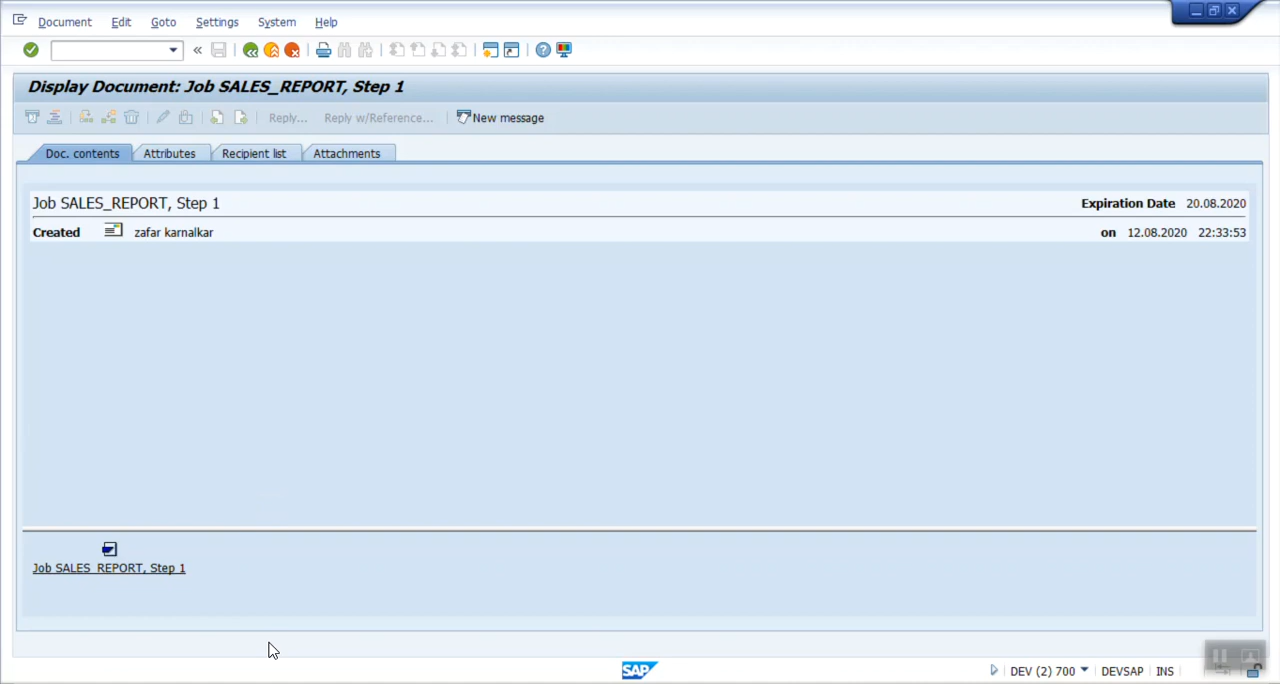 Document Edit Goto Settings System Help
Display Document: Job SALES_REPORT, Step 1
Reply... Reply w/Reference... New message
Doc. contents Attributes Recipient list Attachments
Job SALES_REPORT, Step 1 Expiration Date 20.08.2020
Created zafar karnalkar on 12.08.2020 22:33:53
Job SALES_REPORT, Step 1
SAP DEV (2) 700 DEVSAP INS